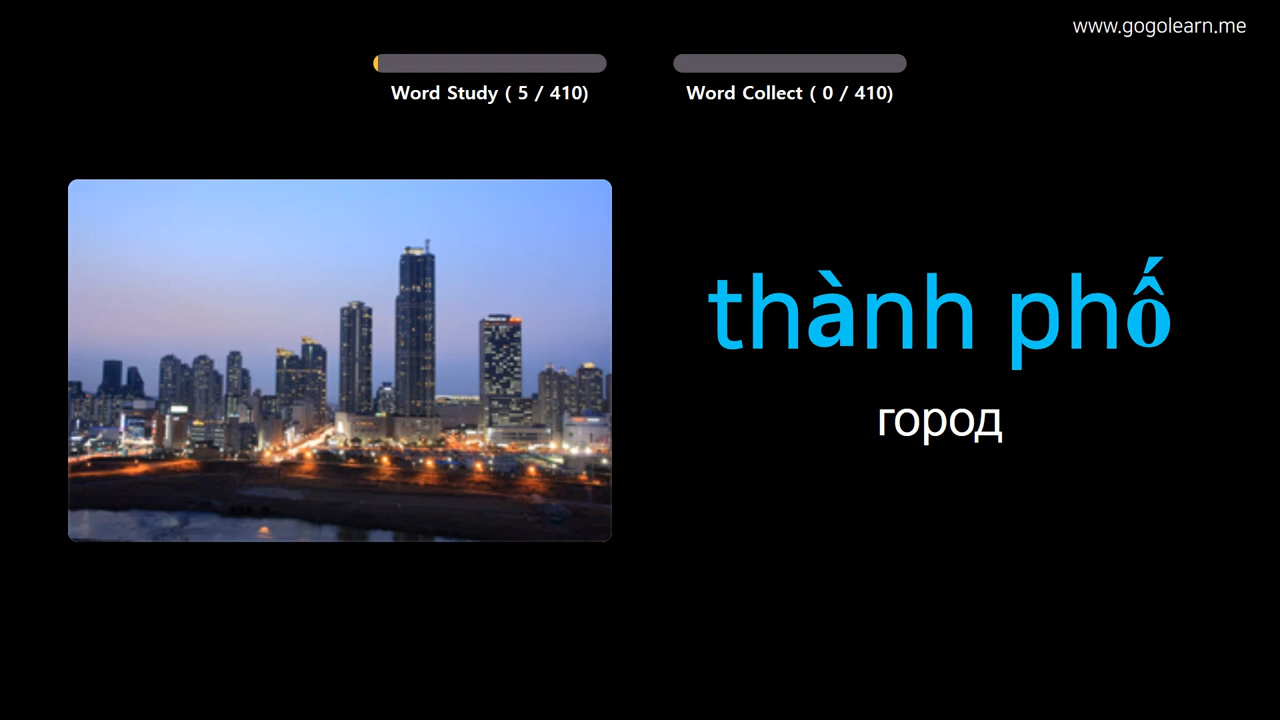 www.gogolearn.me
Word Study ( 5 / 410)
Word Collect ( 0 / 410)
thành phố
город